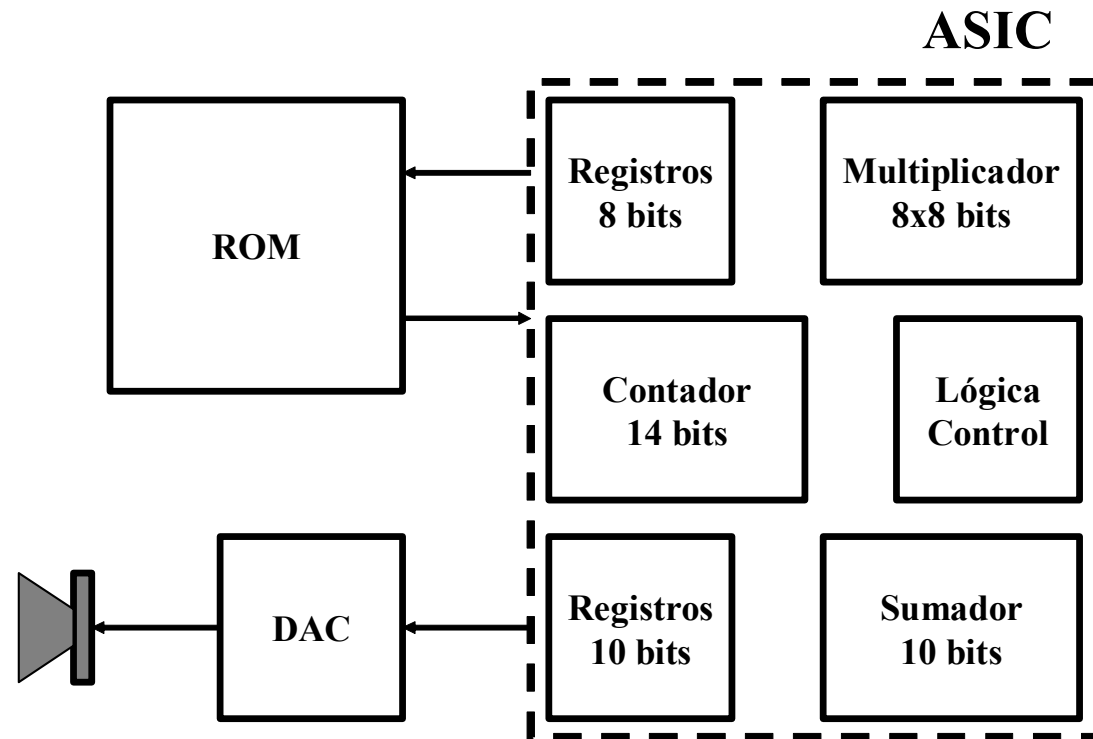 ASIC
ROM
Registros
8 bits
Multiplicador
8x8 bits
Contador
14 bits
Lógica
Control
DAC
Registros
10 bits
Sumador
10 bits